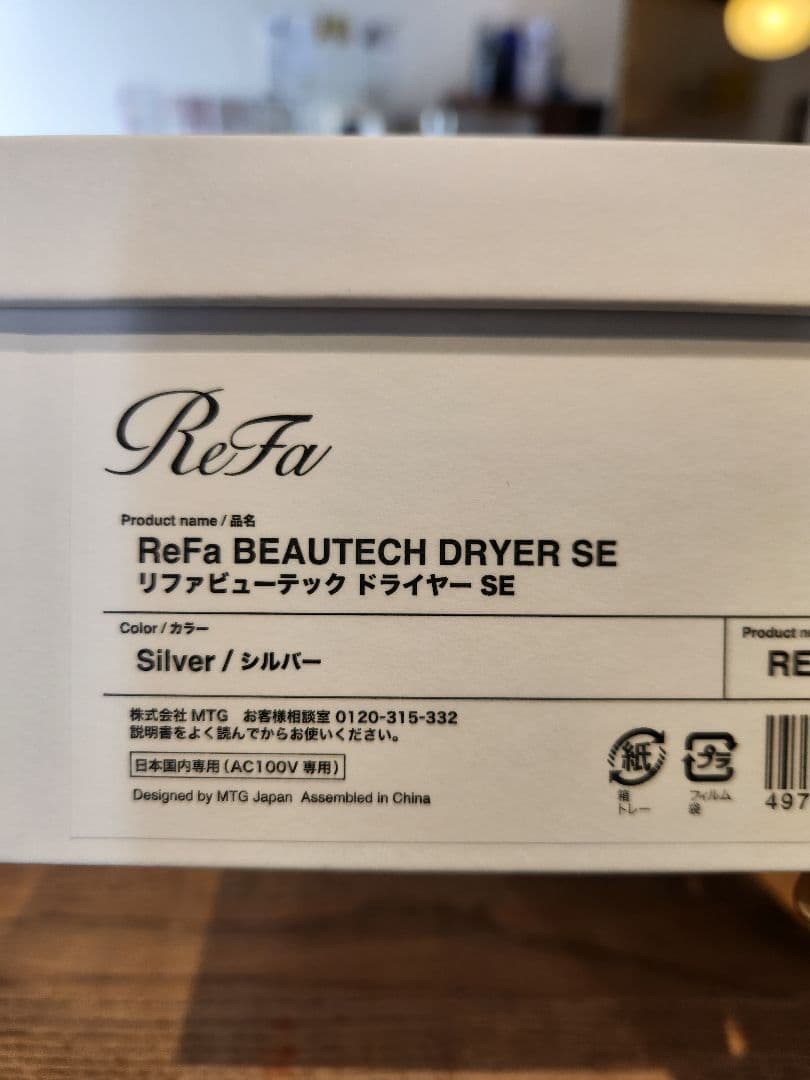 ReFa
Product name / 品名
ReFa BEAUTECH DRYER SE
リファビューテック ドライヤー SE
Color / カラー
Silver / シルバー
Product n
RE
株式会社 MTG お客様相談室 0120-315-332
説明書をよく読んでからお使いください。
日本国内専用(AC100V 専用)
Designed by MTG Japan Assembled in China
紙
箱
トレー
プラ
フィルム
袋
497